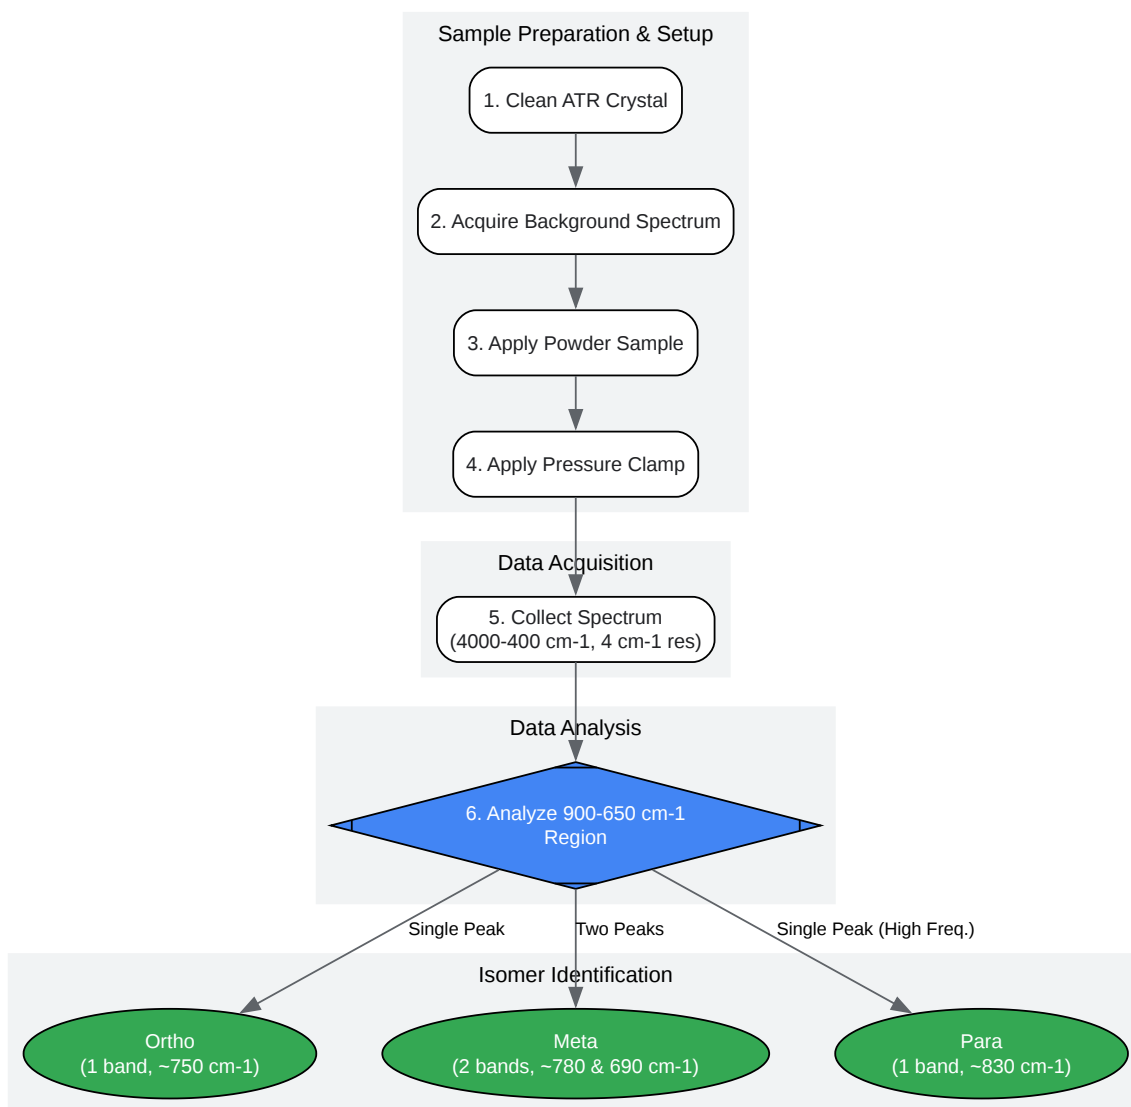 Sample Preparation & Setup
1. Clean ATR Crystal
2. Acquire Background Spectrum
3. Apply Powder Sample
4. Apply Pressure Clamp
Data Acquisition
5. Collect Spectrum
(4000-400 cm-1, 4 cm-1 res)
Data Analysis
6. Analyze 900-650 cm-1
Region
Single Peak
Two Peaks
Single Peak (High Freq.)
Isomer Identification
Ortho
(1 band, ~750 cm-1)
Meta
(2 bands, ~780 & 690 cm-1)
Para
(1 band, ~830 cm-1)